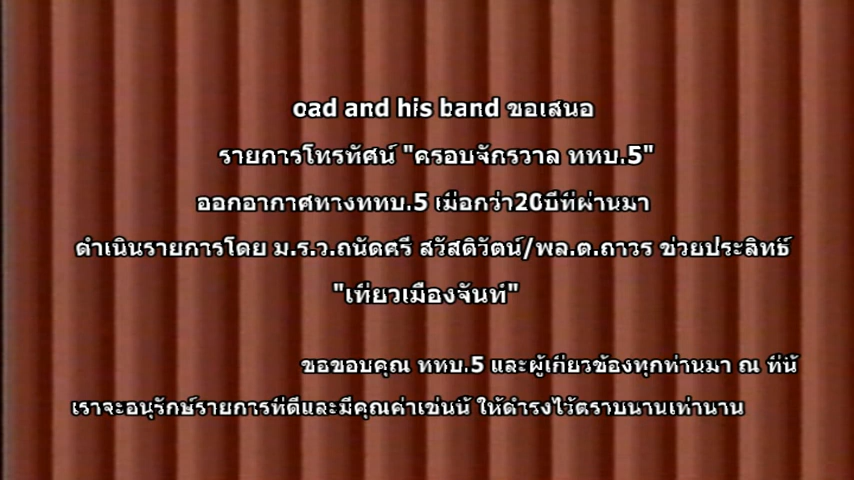 oad and his band ขอเสนอ
รายการโทรทัศน์ "ครอบจักรวาล ททบ.5"
ออกอากาศทางททบ.5 เมื่อกว่า20ปีที่ผ่านมา
ดำเนินรายการโดย ม.ร.ว.ถนัดศรี สวัสดิวัตน์/พล.ต.ถาวร ช่วยประสิทธิ์
"เที่ยวเมืองจันท์"
ขอขอบคุณ ททบ.5 และผู้เกี่ยวข้องทุกท่านมา ณ ที่นี้
เราจะอนุรักษ์รายการที่ดีและมีคุณค่าเช่นนี้ ให้ดำรงไว้ตราบนานเท่านาน